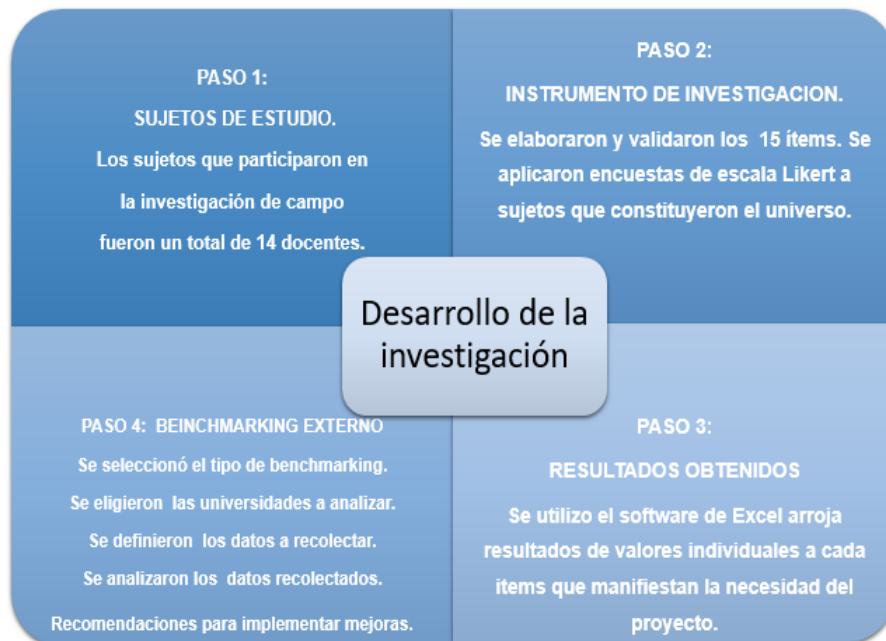 PASO 1:
SUJETOS DE ESTUDIO.
Los sujetos que participaron en
la investigación de campo
fueron un total de 14 docentes.
PASO 2:
INSTRUMENTO DE INVESTIGACION.
Se elaboraron y validaron los 15 ítems. Se
aplicaron encuestas de escala Likert a
sujetos que constituyeron el universo.
Desarrollo de la
investigación
PASO 3:
RESULTADOS OBTENIDOS
Se utilizo el software de Excel arroja
resultados de valores individuales a cada
items que manifiestan la necesidad del
proyecto.
PASO 4: BEINCHMARKING EXTERNO
Se seleccionó el tipo de benchmarking.
Se eligieron las universidades a analizar.
Se definieron los datos a recolectar.
Se analizaron los datos recolectados.
Recomendaciones para implementar mejoras.